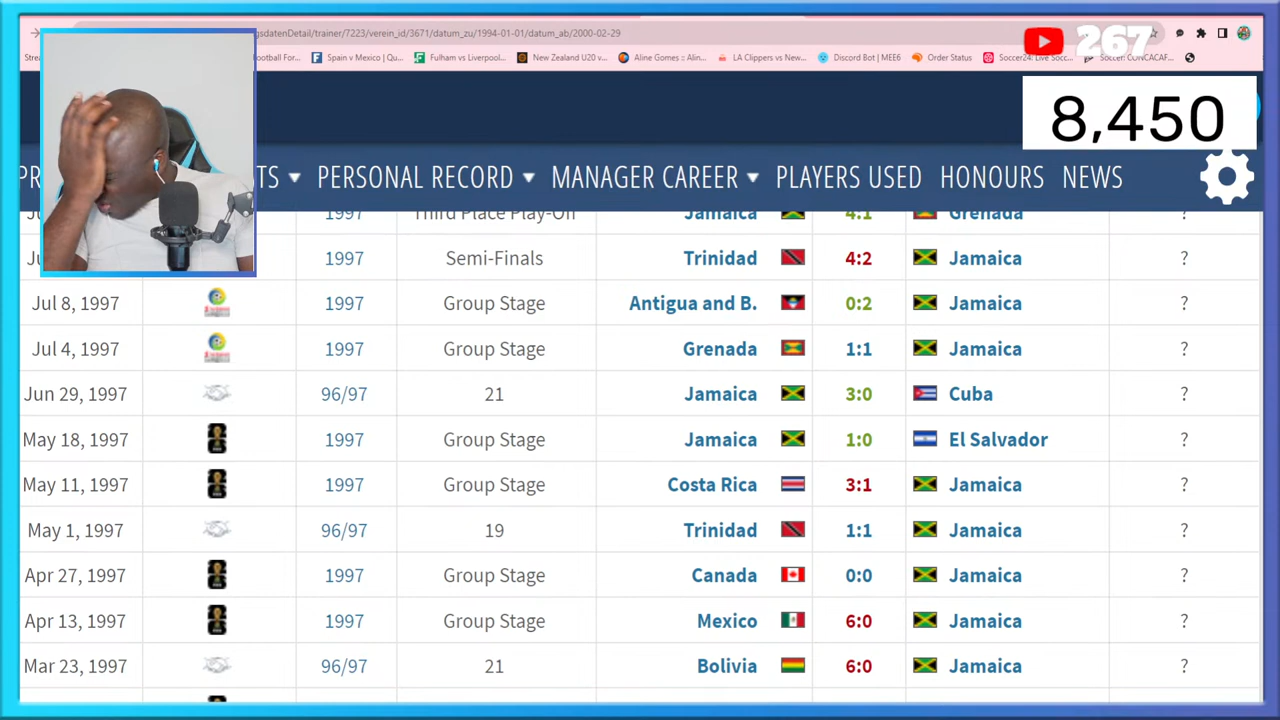 gsdatenDetail/trainer/7223/verein_id/3671/datum_zu/1994-01-01/datum_ab/2000-02-29
267
ootball For... Spain v Mexico | Qu... Fulham vs Liverpool... New Zealand U20 v... Aline Gomes :: Alin... LA Clippers vs New... Discord Bot | MEE6 Order Status Soccer24: Live Socc... Soccer: CONCACAF...
8,450
TS PERSONAL RECORD MANAGER CAREER PLAYERS USED HONOURS NEWS
1997 Third Place Play-Off Jamaica 4:1 Grenada
1997 Semi-Finals Trinidad 4:2 Jamaica ?
Jul 8, 1997 1997 Group Stage Antigua and B. 0:2 Jamaica ?
Jul 4, 1997 1997 Group Stage Grenada 1:1 Jamaica ?
Jun 29, 1997 96/97 21 Jamaica 3:0 Cuba ?
May 18, 1997 1997 Group Stage Jamaica 1:0 El Salvador ?
May 11, 1997 1997 Group Stage Costa Rica 3:1 Jamaica ?
May 1, 1997 96/97 19 Trinidad 1:1 Jamaica ?
Apr 27, 1997 1997 Group Stage Canada 0:0 Jamaica ?
Apr 13, 1997 1997 Group Stage Mexico 6:0 Jamaica ?
Mar 23, 1997 96/97 21 Bolivia 6:0 Jamaica ?